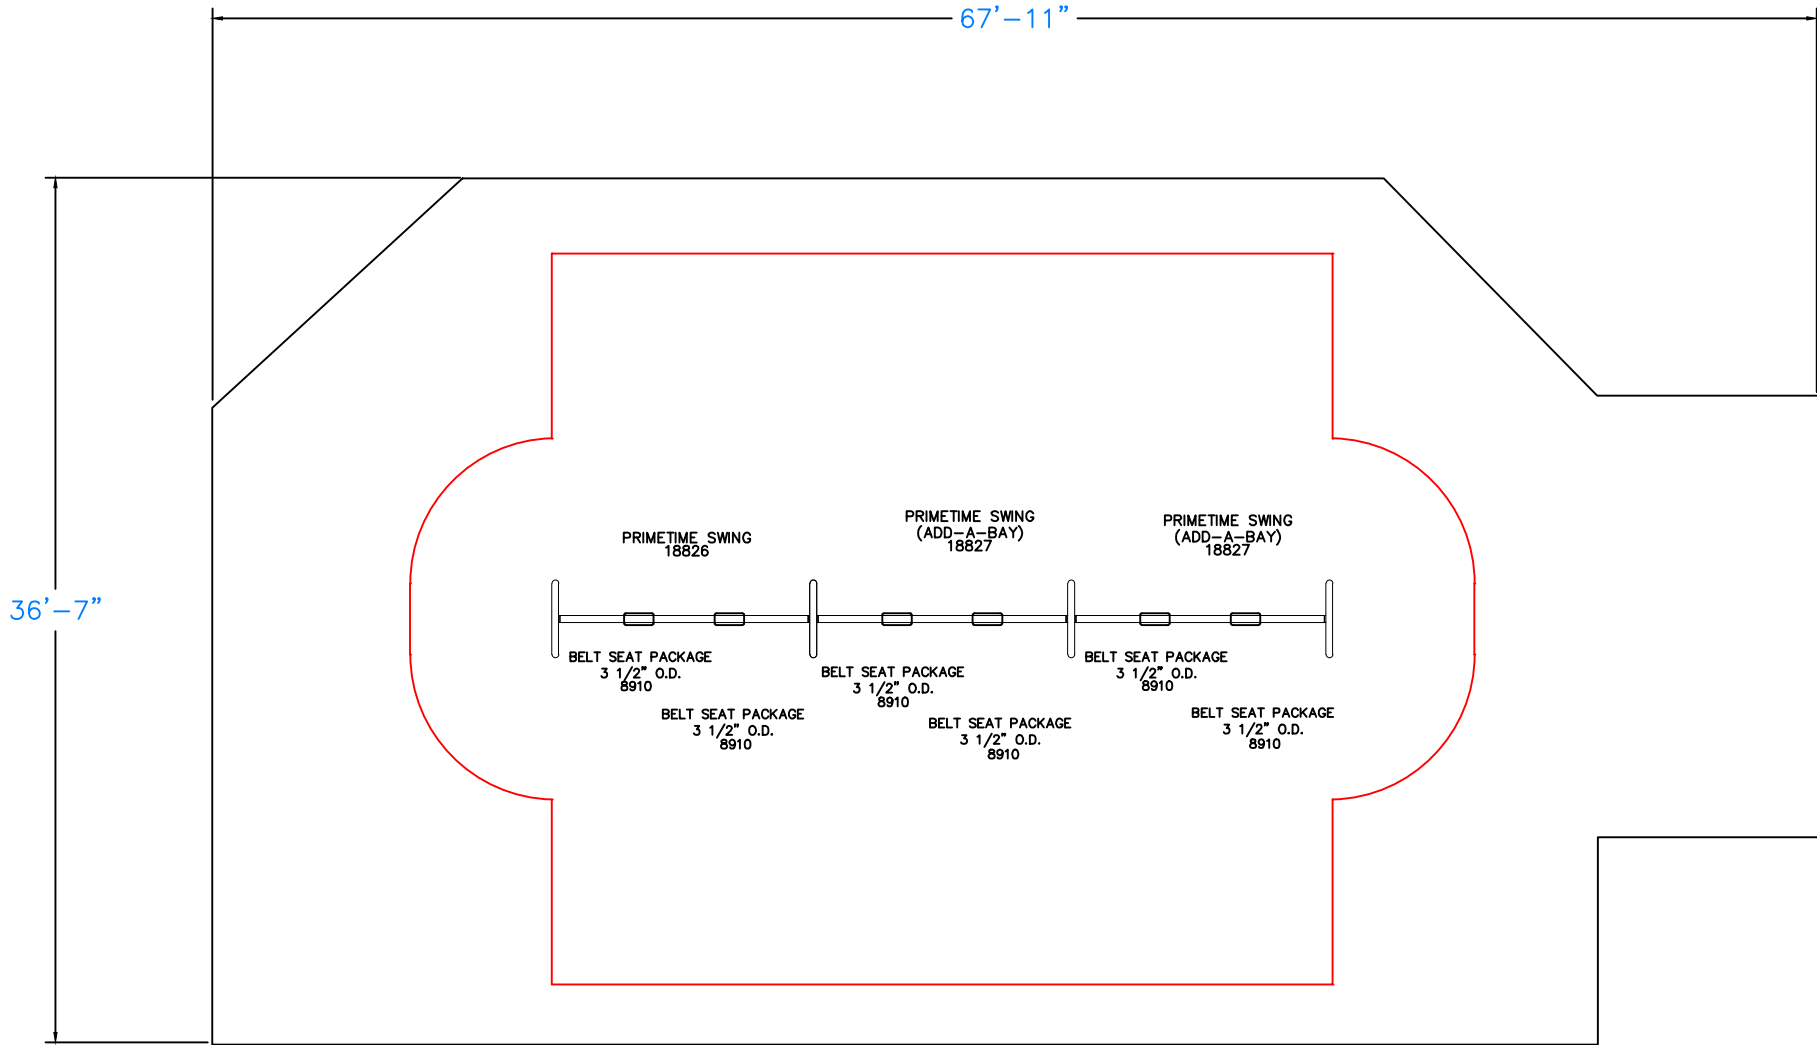 67'-11"
36'-7"
PRIMETIME SWING
18826
PRIMETIME SWING
(ADD-A-BAY)
18827
PRIMETIME SWING
(ADD-A-BAY)
18827
BELT SEAT PACKAGE
3 1/2" O.D.
8910
BELT SEAT PACKAGE
3 1/2" O.D.
8910
BELT SEAT PACKAGE
3 1/2" O.D.
8910
BELT SEAT PACKAGE
3 1/2" O.D.
8910
BELT SEAT PACKAGE
3 1/2" O.D.
8910
BELT SEAT PACKAGE
3 1/2" O.D.
8910